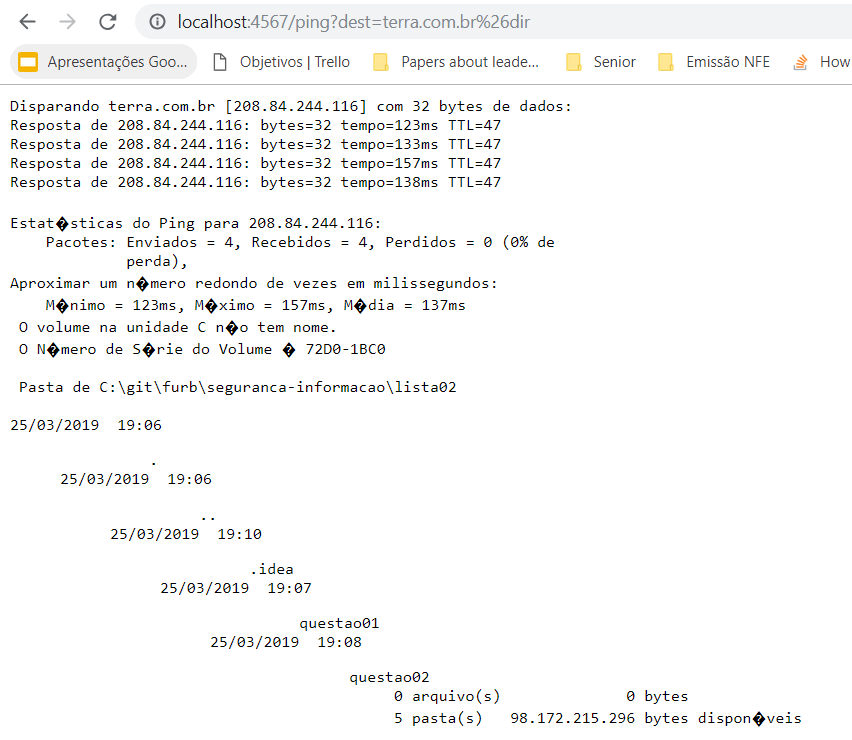 localhost:4567/ping?dest=terra.com.br%26dir
Apresentações Goo... Objetivos | Trello Papers about leade... Senior Emissão NFE How
Disparando terra.com.br [208.84.244.116] com 32 bytes de dados:
Resposta de 208.84.244.116: bytes=32 tempo=123ms TTL=47
Resposta de 208.84.244.116: bytes=32 tempo=133ms TTL=47
Resposta de 208.84.244.116: bytes=32 tempo=157ms TTL=47
Resposta de 208.84.244.116: bytes=32 tempo=138ms TTL=47
Estat�sticas do Ping para 208.84.244.116:
Pacotes: Enviados = 4, Recebidos = 4, Perdidos = 0 (0% de
perda),
Aproximar um n�mero redondo de vezes em milissegundos:
M�nimo = 123ms, M�ximo = 157ms, M�dia = 137ms
O volume na unidade C n�o tem nome.
O N�mero de S�rie do Volume � 72D0-1BC0
Pasta de C:\git\furb\seguranca-informacao\lista02
25/03/2019  19:06
.
25/03/2019  19:06
..
25/03/2019  19:10
.idea
25/03/2019  19:07
questao01
25/03/2019  19:08
questao02
0 arquivo(s)              0 bytes
5 pasta(s)   98.172.215.296 bytes dispon�veis